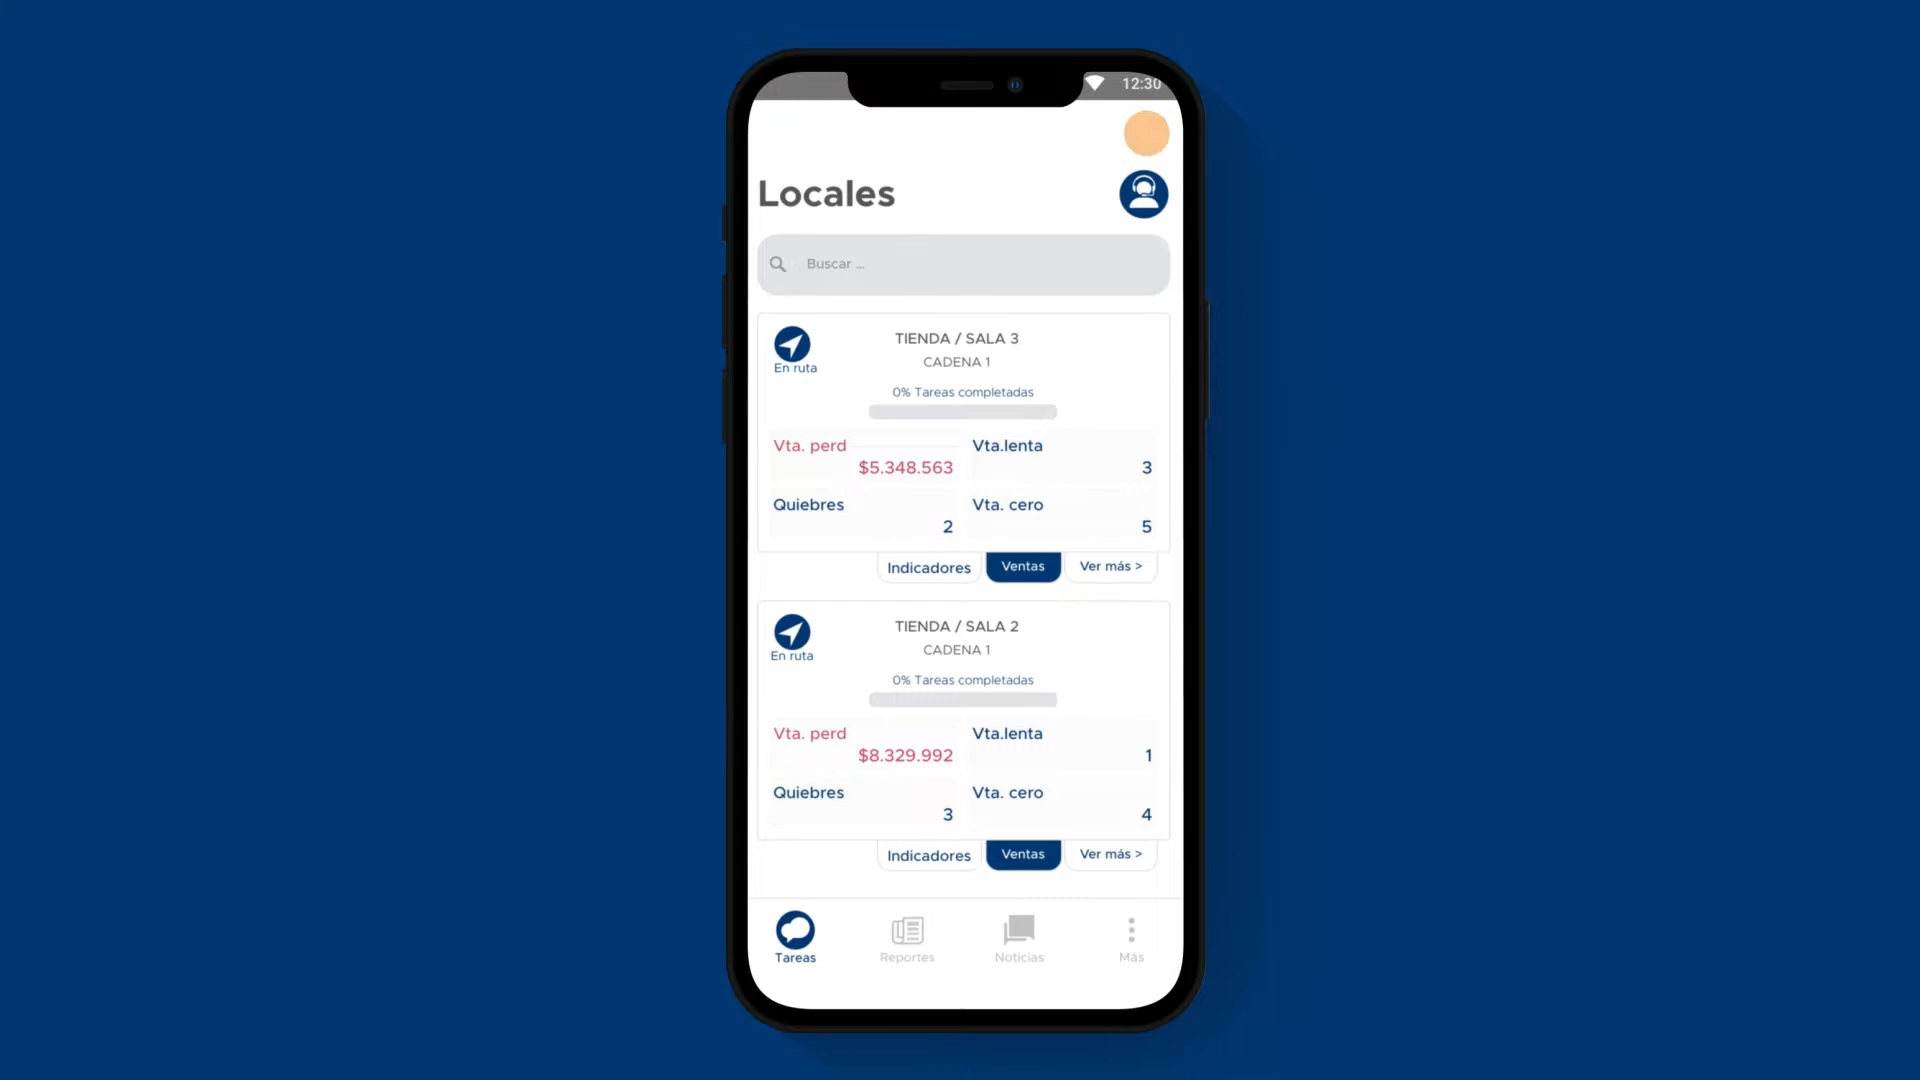 12:30
Locales
Buscar ...
TIENDA / SALA 3
En ruta
CADENA 1
0% Tareas completadas
Vta. perd
$5.348.563
Vta.lenta
3
Quiebres
2
Vta. cero
5
Indicadores
Ventas
Ver más >
TIENDA / SALA 2
En ruta
CADENA 1
0% Tareas completadas
Vta. perd
$8.329.992
Vta.lenta
1
Quiebres
3
Vta. cero
4
Indicadores
Ventas
Ver más >
Tareas
Reportes
Noticias
Más